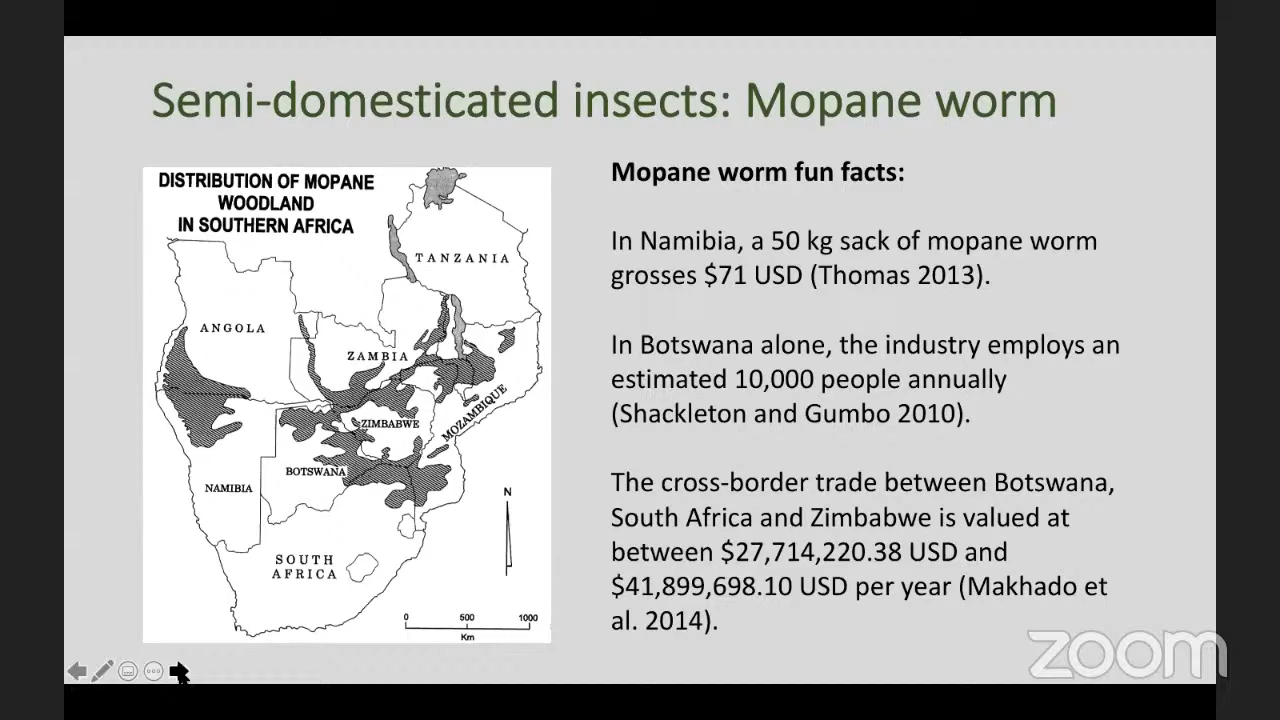 Semi-domesticated insects: Mopane worm
DISTRIBUTION OF MOPANE
WOODLAND
IN SOUTHERN AFRICA
TANZANIA
ANGOLA
ZAMBIA
MOZAMBIQUE
ZIMBABWE
BOTSWANA
NAMIBIA
N
SOUTH
AFRICA
0 500 1000
Km
Mopane worm fun facts:
In Namibia, a 50 kg sack of mopane worm
grosses $71 USD (Thomas 2013).
In Botswana alone, the industry employs an
estimated 10,000 people annually
(Shackleton and Gumbo 2010).
The cross-border trade between Botswana,
South Africa and Zimbabwe is valued at
between $27,714,220.38 USD and
$41,899,698.10 USD per year (Makhado et
al. 2014).
zoom